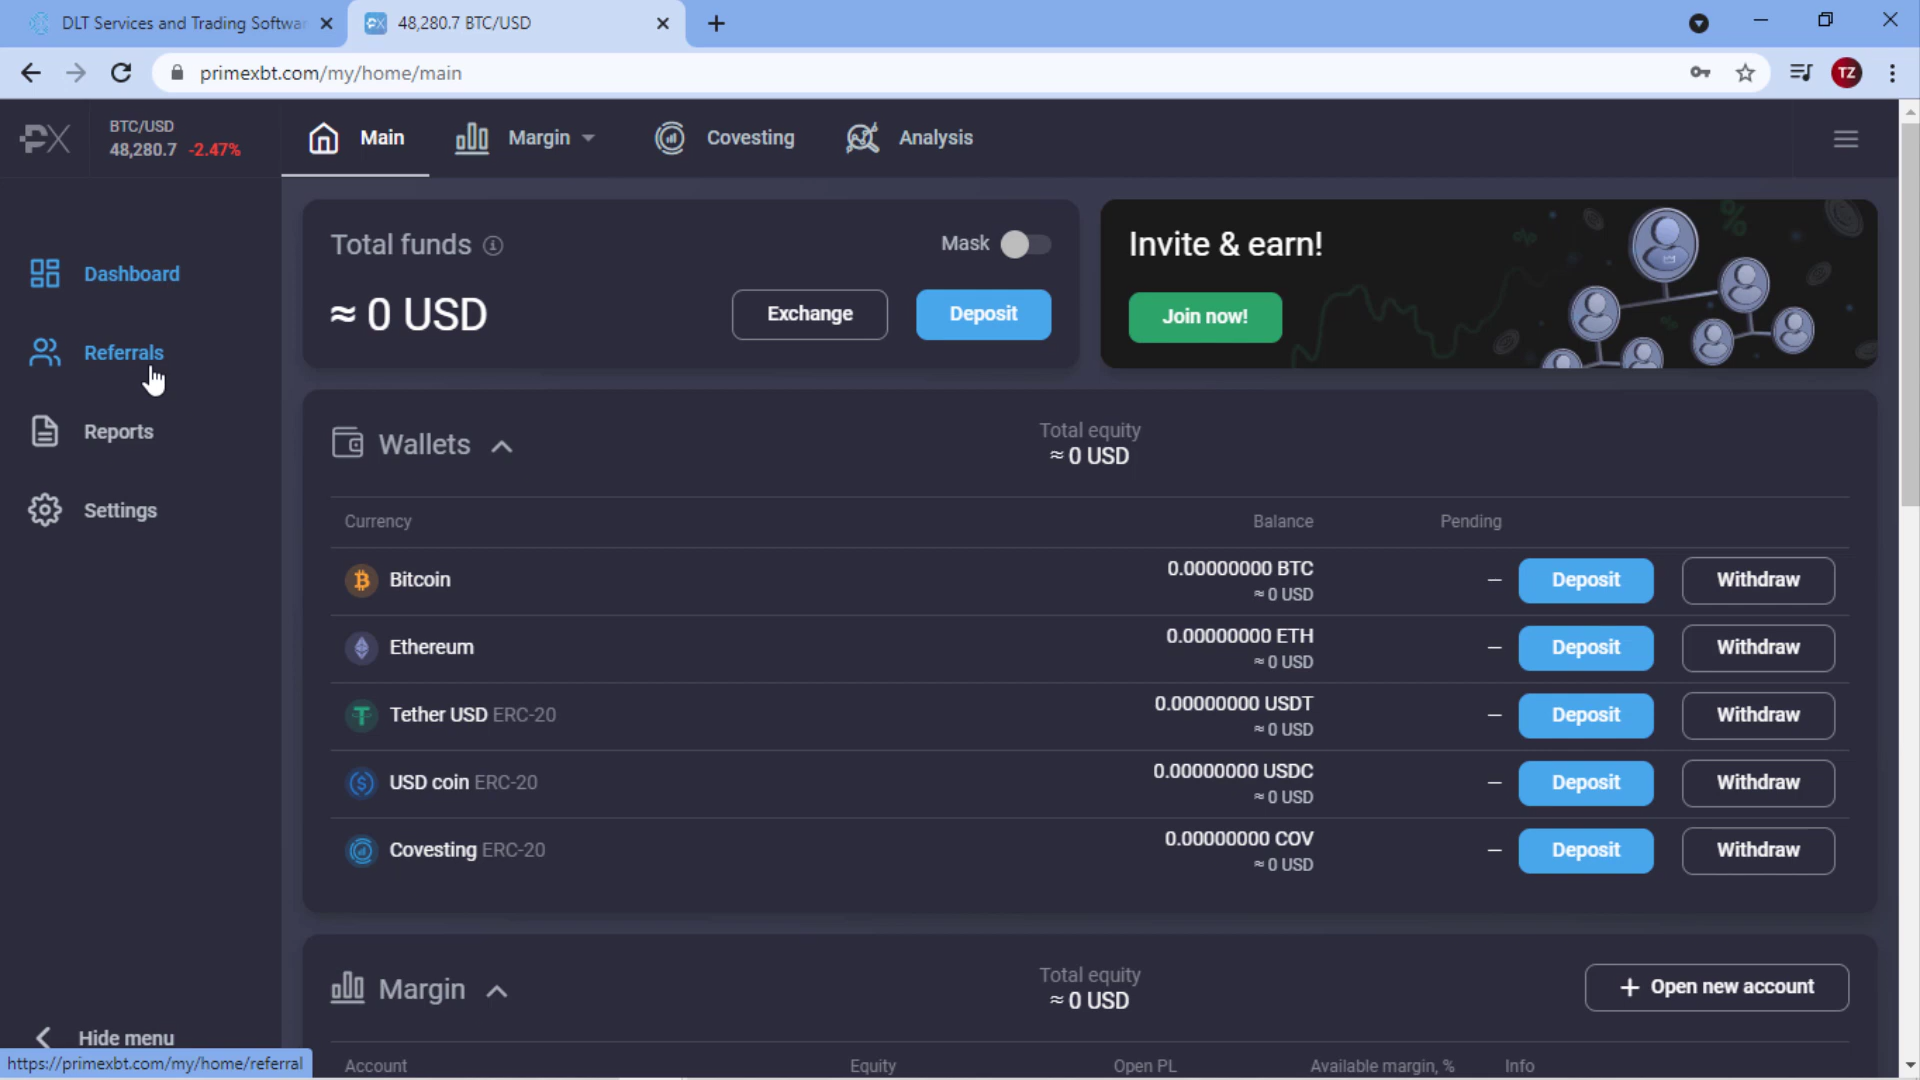 DLT Services and Trading Softwar
48,280.7 BTC/USD
primexbt.com/my/home/main
TZ
PX
BTC/USD
48,280.7 -2.47%
Main
Margin
Covesting
Analysis
Dashboard
Referrals
Reports
Settings
Hide menu
https://primexbt.com/my/home/referral
Total funds
Mask
≈ 0 USD
Exchange
Deposit
Invite & earn!
Join now!
Wallets
Total equity
≈ 0 USD
Currency Balance Pending
Bitcoin 0.00000000 BTC – Deposit Withdraw
≈ 0 USD
Ethereum 0.00000000 ETH – Deposit Withdraw
≈ 0 USD
Tether USD ERC-20 0.00000000 USDT – Deposit Withdraw
≈ 0 USD
USD coin ERC-20 0.00000000 USDC – Deposit Withdraw
≈ 0 USD
Covesting ERC-20 0.00000000 COV – Deposit Withdraw
≈ 0 USD
Margin
Total equity
≈ 0 USD
+ Open new account
Account Equity Open PL Available margin, % Info